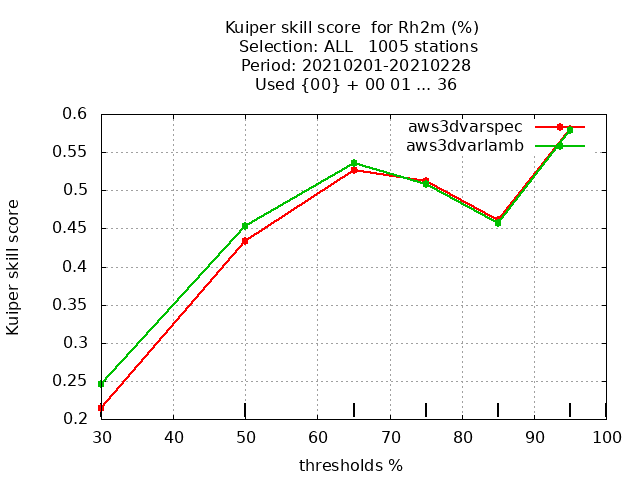 Kuiper skill score  for Rh2m (%)
Selection: ALL   1005 stations
Period: 20210201-20210228
Used {00} + 00 01 ... 36
aws3dvarspec
aws3dvarlamb
Kuiper skill score
0.6
0.55
0.5
0.45
0.4
0.35
0.3
0.25
0.2
30 40 50 60 70 80 90 100
thresholds %